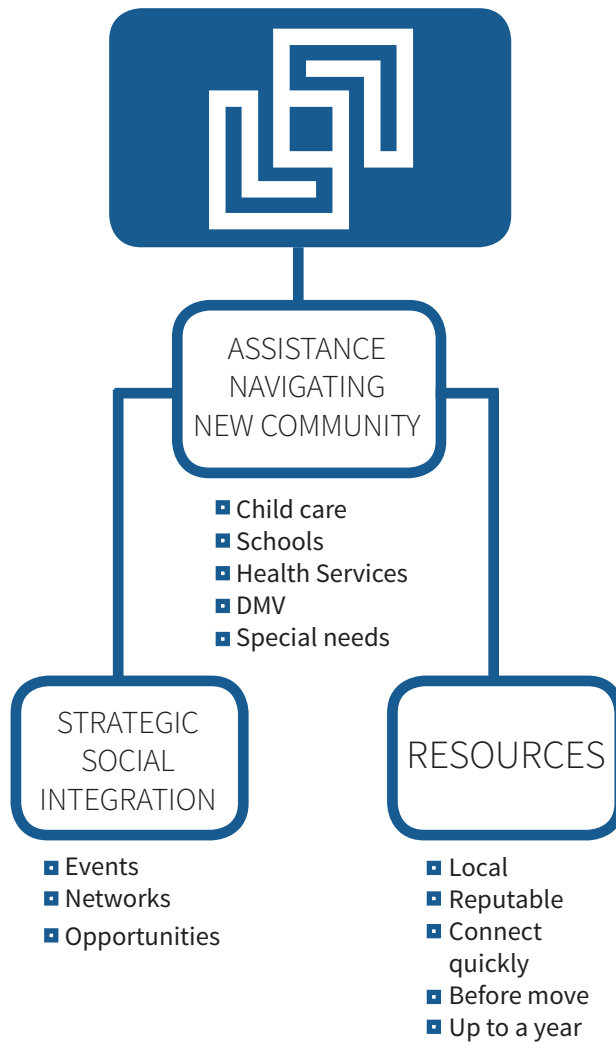 ASSISTANCE
NAVIGATING
NEW COMMUNITY
Child care
Schools
Health Services
DMV
Special needs
STRATEGIC
SOCIAL
INTEGRATION
Events
Networks
Opportunities
RESOURCES
Local
Reputable
Connect
quickly
Before move
Up to a year